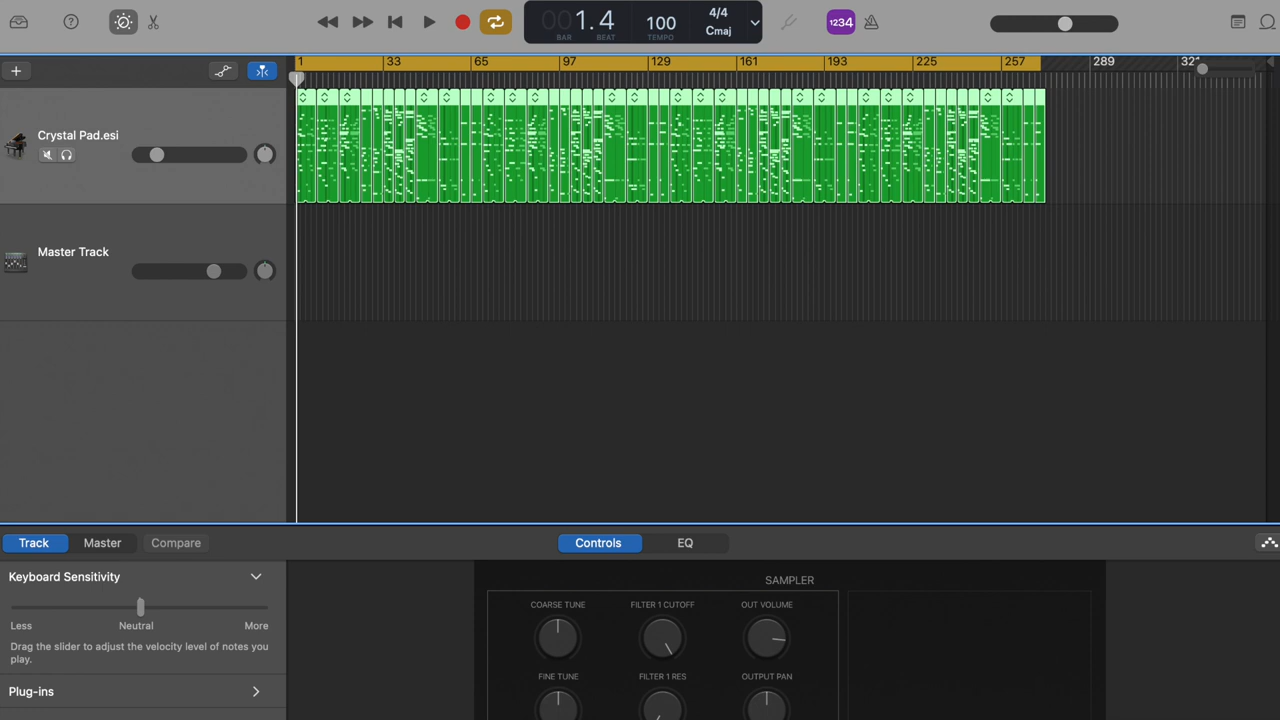 001.4
BAR BEAT
100
TEMPO
4/4
Cmaj
1234
1 33 65 97 129 161 193 225 257 289 321
Crystal Pad.esi
Master Track
Track Master Compare
Controls EQ
Keyboard Sensitivity
Less Neutral More
Drag the slider to adjust the velocity level of notes you
play.
Plug-ins
SAMPLER
COARSE TUNE FILTER 1 CUTOFF OUT VOLUME
FINE TUNE FILTER 1 RES OUTPUT PAN